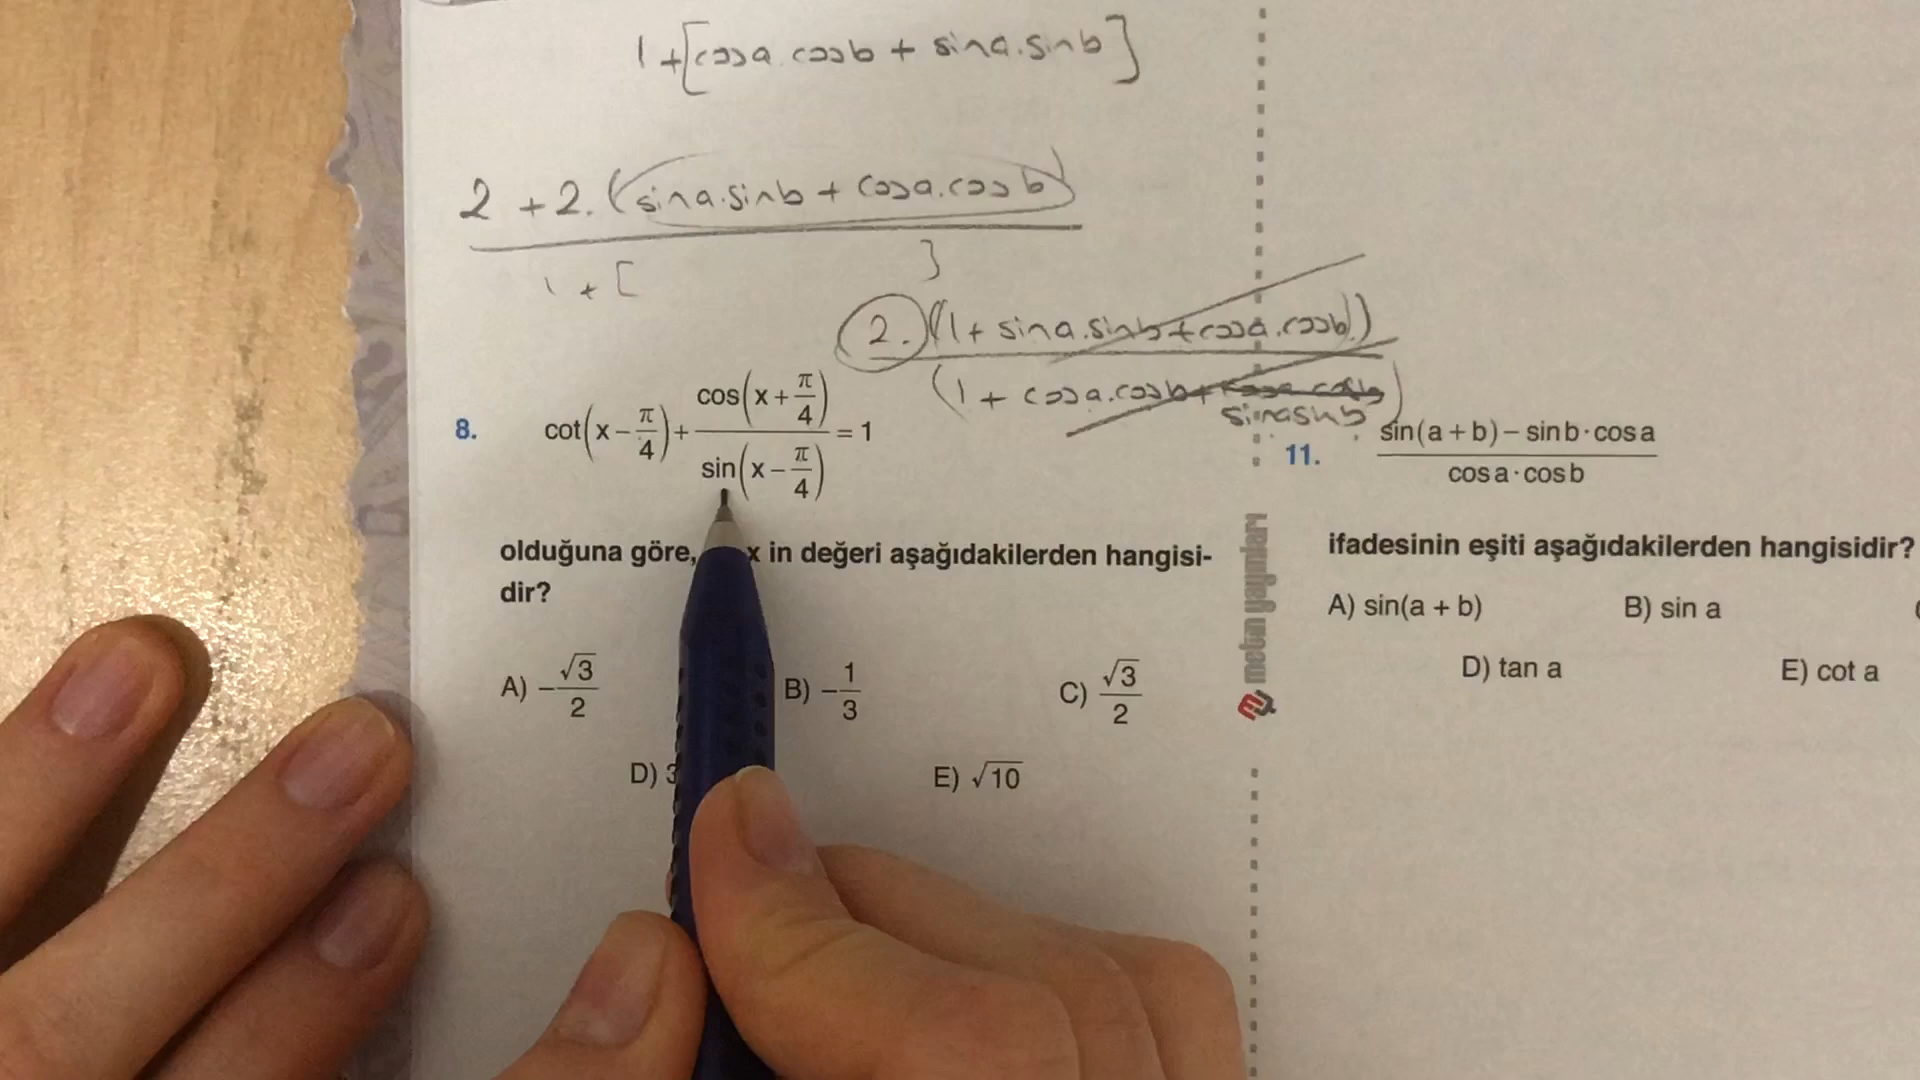 1 + [cosa.cosb + sina.sinb]
2 + 2.(sina.sinb + cosa.cosb)
1 + [ ]
2.(1 + sina.sinb + cosa.cosb)
(1 + cosa.cosb +
sinasinb)
8. cot(x − π/4) + cos(x + π/4) / sin(x − π/4) = 1
olduğuna göre, x in değeri aşağıdakilerden hangisi-
dir?
A) −√3/2 B) −1/3 C) √3/2
D) 3 E) √10
metin yayınları
11. sin(a + b) − sinb · cosa / cosa · cosb
ifadesinin eşiti aşağıdakilerden hangisidir?
A) sin(a + b) B) sin a
D) tan a E) cot a